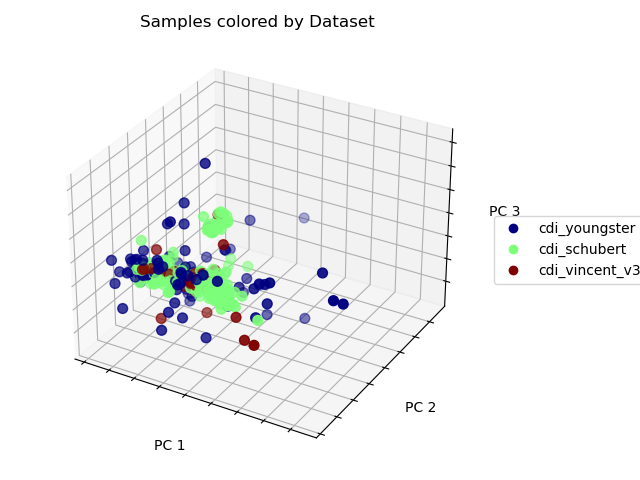 Samples colored by Dataset
PC 3
cdi_youngster
cdi_schubert
cdi_vincent_v3
PC 2
PC 1